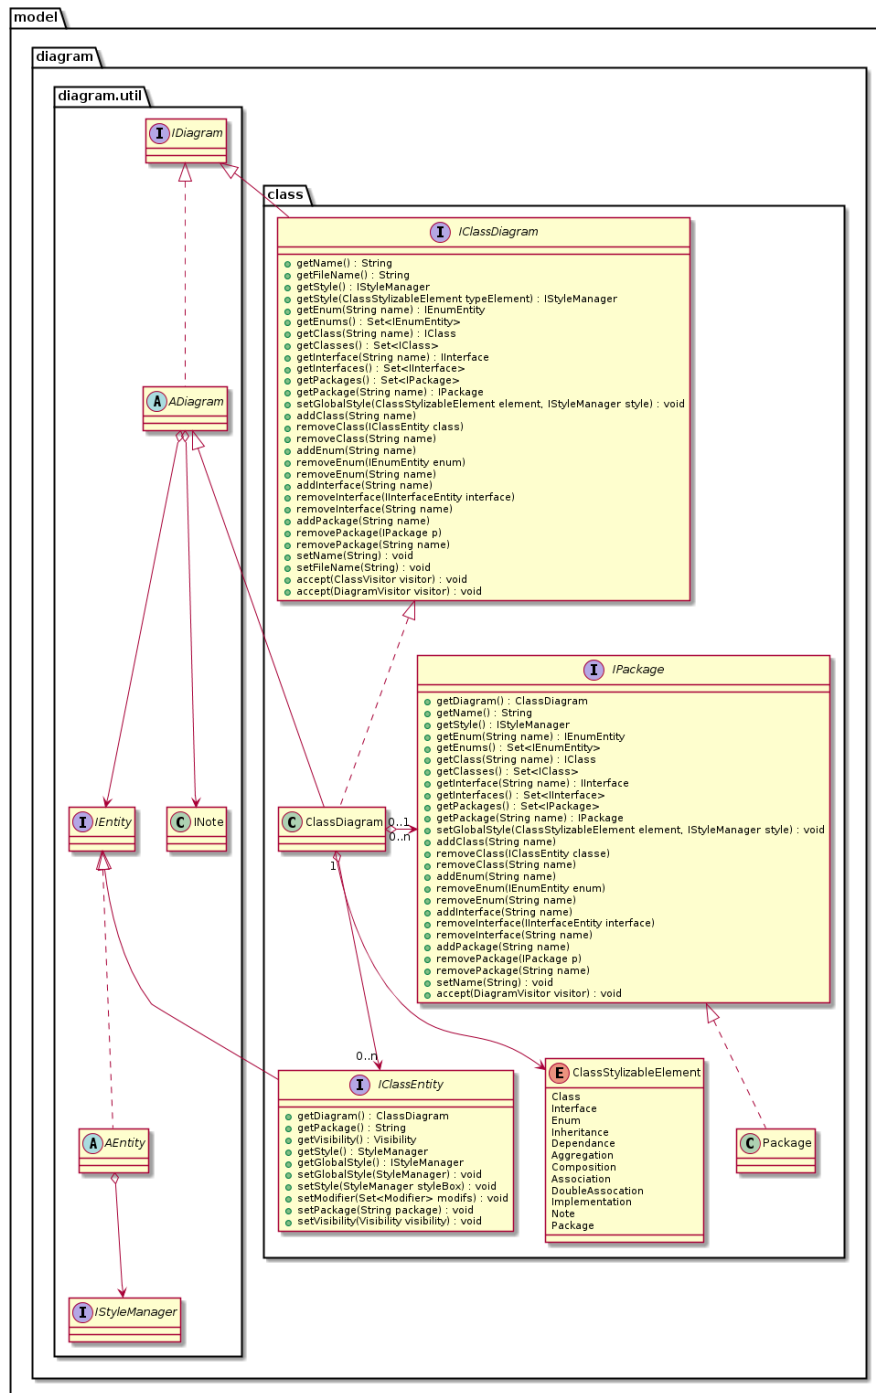 model
diagram
diagram.util
I IDiagram
class
I IClassDiagram
getName() : String
getFileName() : String
getStyle() : IStyleManager
getStyle(ClassStylizableElement typeElement) : IStyleManager
getEnum(String name) : IEnumEntity
getEnums() : Set<IEnumEntity>
getClass(String name) : IClass
getClasses() : Set<IClass>
getInterface(String name) : IInterface
getInterfaces() : Set<IInterface>
getPackages() : Set<IPackage>
getPackage(String name) : IPackage
setGlobalStyle(ClassStylizableElement element, IStyleManager style) : void
addClass(String name)
removeClass(IClassEntity class)
removeClass(String name)
addEnum(String name)
removeEnum(IEnumEntity enum)
removeEnum(String name)
addInterface(String name)
removeInterface(IInterfaceEntity interface)
removeInterface(String name)
addPackage(String name)
removePackage(IPackage p)
removePackage(String name)
setName(String) : void
setFileName(String) : void
accept(ClassVisitor visitor) : void
accept(DiagramVisitor visitor) : void
A ADiagram
I IPackage
getDiagram() : ClassDiagram
getName() : String
getStyle() : IStyleManager
getEnum(String name) : IEnumEntity
getEnums() : Set<IEnumEntity>
getClass(String name) : IClass
getClasses() : Set<IClass>
getInterface(String name) : IInterface
getInterfaces() : Set<IInterface>
getPackages() : Set<IPackage>
getPackage(String name) : IPackage
setGlobalStyle(ClassStylizableElement element, IStyleManager style) : void
addClass(String name)
removeClass(IClassEntity classe)
removeClass(String name)
addEnum(String name)
removeEnum(IEnumEntity enum)
removeEnum(String name)
addInterface(String name)
removeInterface(IInterfaceEntity interface)
removeInterface(String name)
addPackage(String name)
removePackage(IPackage p)
removePackage(String name)
setName(String) : void
accept(DiagramVisitor visitor) : void
I IEntity
C INote
C ClassDiagram
0..1
0..n
1
0..n
I IClassEntity
getDiagram() : ClassDiagram
getPackage() : String
getVisibility() : Visibility
getStyle() : StyleManager
getGlobalStyle() : IStyleManager
setGlobalStyle(StyleManager) : void
setStyle(StyleManager styleBox) : void
setModifier(Set<Modifier> modifs) : void
setPackage(String package) : void
setVisibility(Visibility visibility) : void
E ClassStylizableElement
Class
Interface
Enum
Inheritance
Dependance
Aggregation
Composition
Association
DoubleAssocation
Implementation
Note
Package
C Package
A AEntity
I IStyleManager